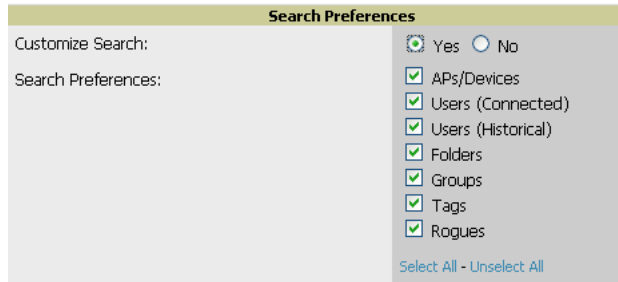 Search Preferences
Customize Search: Yes No
Search Preferences: APs/Devices
Users (Connected)
Users (Historical)
Folders
Groups
Tags
Rogues
Select All - Unselect All